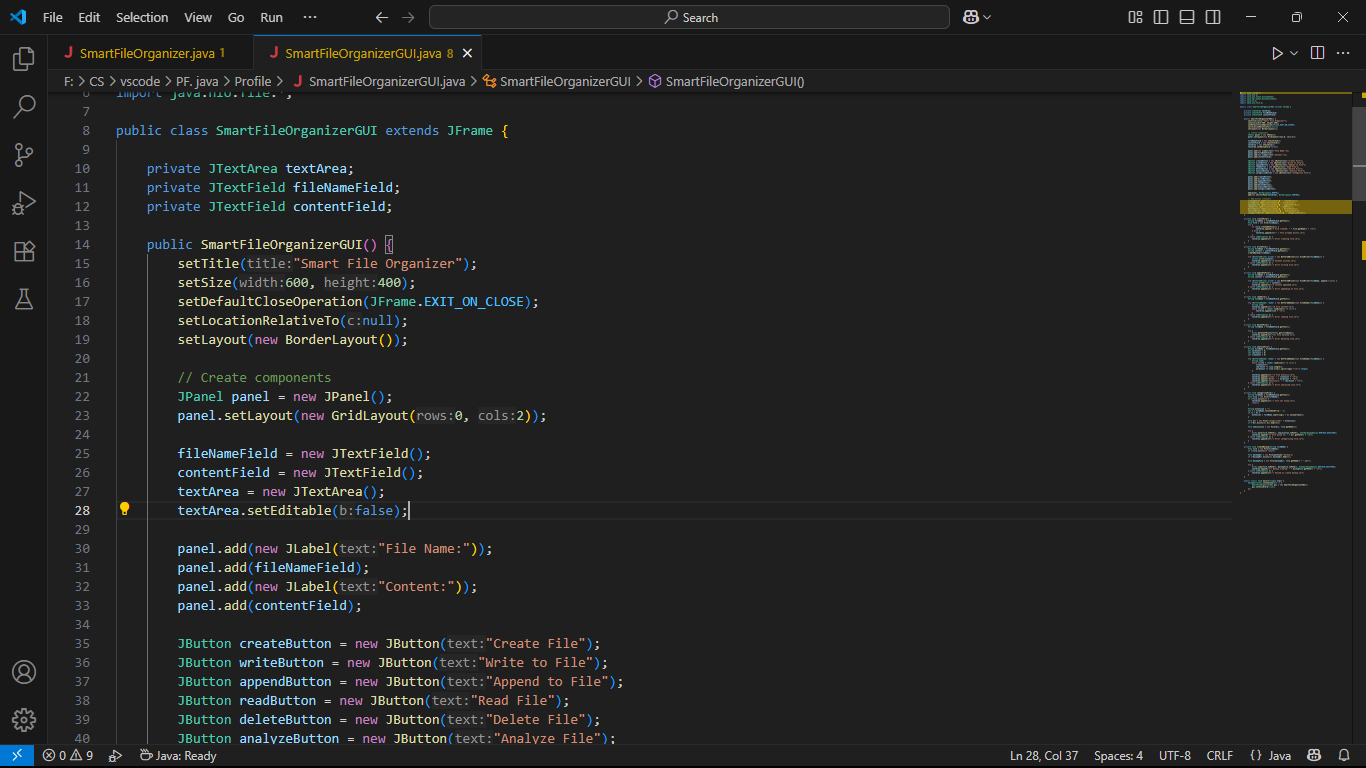 File Edit Selection View Go Run ··· Search
SmartFileOrganizer.java 1 SmartFileOrganizerGUI.java 8
F: > CS > vscode > PF. java > Profile > SmartFileOrganizerGUI.java > SmartFileOrganizerGUI > SmartFileOrganizerGUI()
6 import java.nio.file.*;
7
8 public class SmartFileOrganizerGUI extends JFrame {
9
10 private JTextArea textArea;
11 private JTextField fileNameField;
12 private JTextField contentField;
13
14 public SmartFileOrganizerGUI() {
15 setTitle(title:"Smart File Organizer");
16 setSize(width:600, height:400);
17 setDefaultCloseOperation(JFrame.EXIT_ON_CLOSE);
18 setLocationRelativeTo(c:null);
19 setLayout(new BorderLayout());
20
21 // Create components
22 JPanel panel = new JPanel();
23 panel.setLayout(new GridLayout(rows:0, cols:2));
24
25 fileNameField = new JTextField();
26 contentField = new JTextField();
27 textArea = new JTextArea();
28 textArea.setEditable(b:false);
29
30 panel.add(new JLabel(text:"File Name:"));
31 panel.add(fileNameField);
32 panel.add(new JLabel(text:"Content:"));
33 panel.add(contentField);
34
35 JButton createButton = new JButton(text:"Create File");
36 JButton writeButton = new JButton(text:"Write to File");
37 JButton appendButton = new JButton(text:"Append to File");
38 JButton readButton = new JButton(text:"Read File");
39 JButton deleteButton = new JButton(text:"Delete File");
40 JButton analyzeButton = new JButton(text:"Analyze File");
0 9 Java: Ready Ln 28, Col 37 Spaces: 4 UTF-8 CRLF {} Java